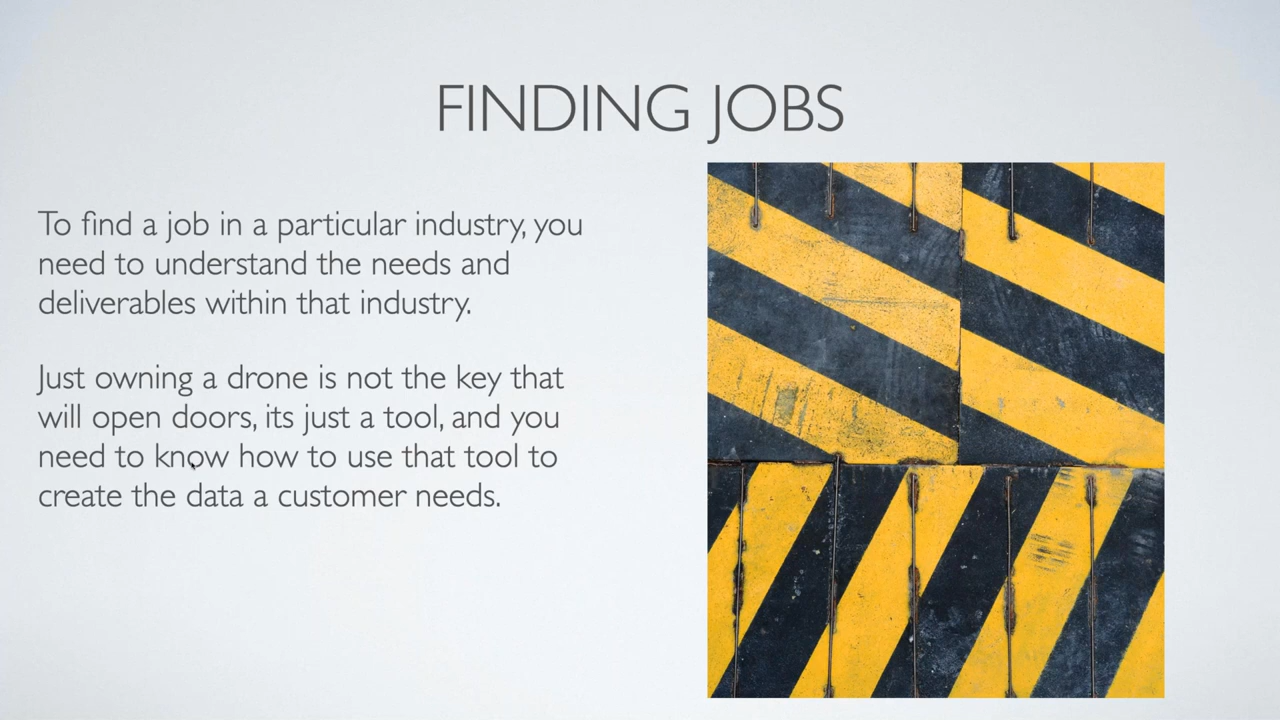 FINDING JOBS
To find a job in a particular industry, you
need to understand the needs and
deliverables within that industry.
Just owning a drone is not the key that
will open doors, its just a tool, and you
need to know how to use that tool to
create the data a customer needs.